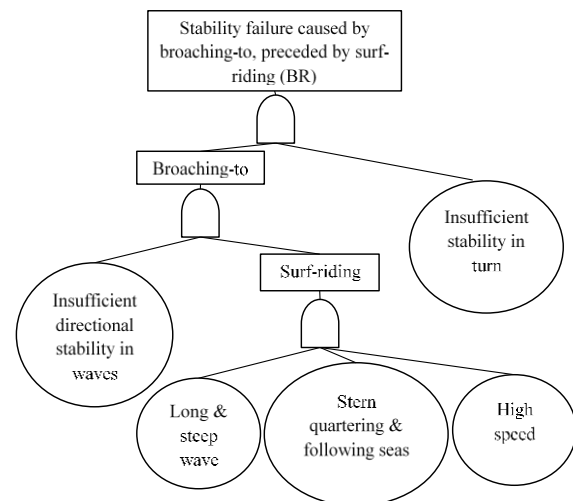 Stability failure caused by
broaching-to, preceded by surf-
riding (BR)
Broaching-to
Insufficient
stability in
turn
Surf-riding
Insufficient
directional
stability in
waves
Long &
steep
wave
Stern
quartering &
following seas
High
speed